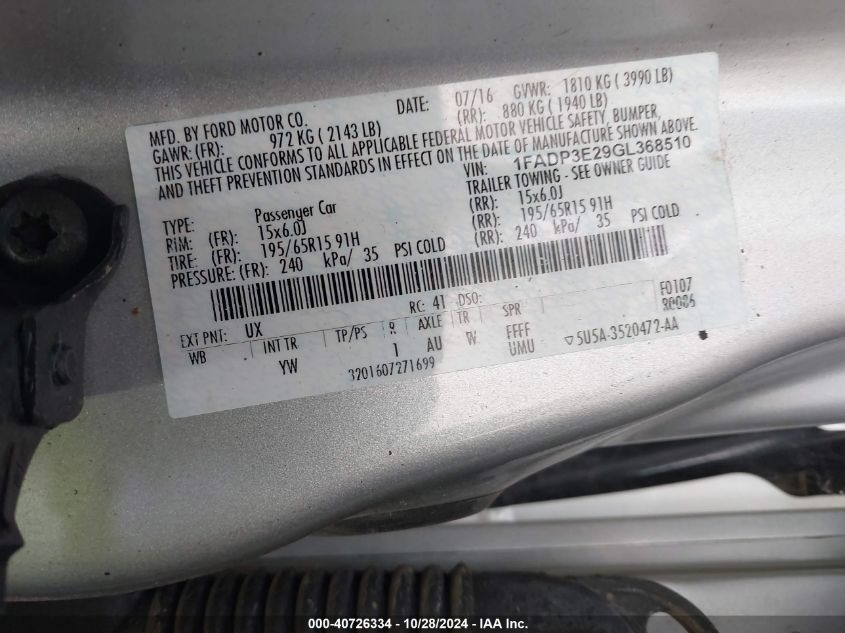 MFD. BY FORD MOTOR CO. DATE: 07/16 GVWR: 1810 KG ( 3990 LB)
GAWR: (FR): 972 KG ( 2143 LB) (RR): 880 KG ( 1940 LB)
THIS VEHICLE CONFORMS TO ALL APPLICABLE FEDERAL MOTOR VEHICLE SAFETY, BUMPER,
AND THEFT PREVENTION STANDARDS IN EFFECT ON THE DATE OF MANUFACTURE SHOWN ABOVE.
VIN: 1FADP3E29GL368510
TYPE: Passenger Car TRAILER TOWING - SEE OWNER GUIDE
RIM: (FR): 15x6.0J (RR): 15x6.0J
TIRE: (FR): 195/65R15 91H (RR): 195/65R15 91H
PRESSURE: (FR): 240 kPa/ 35 PSI COLD (RR): 240 kPa/ 35 PSI COLD
F0107
EXT PNT: UX RC: 41 DSO: R0086
WB INT TR TP/PS R AXLE TR SPR
YW 1 AU W FFFF
UMU ▽5U5A-3520472-AA
3201607271699
000-40726334 - 10/28/2024 - IAA Inc.